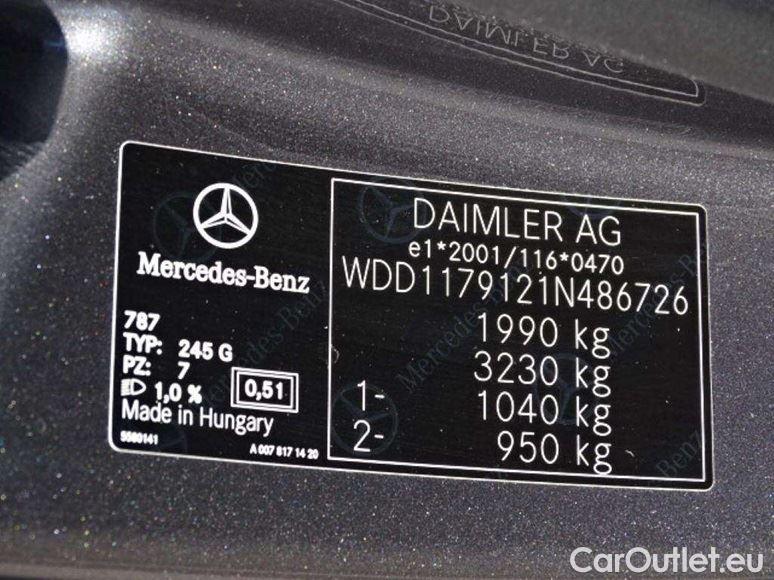 DAIMLER AG
Mercedes-Benz
787
TYP: 245 G
PZ: 7
1,0 %
0,51
Made in Hungary
5580141
A 007 817 14 20
DAIMLER AG
e1*2001/116*0470
WDD1179121N486726
1990 kg
3230 kg
1- 1040 kg
2- 950 kg
CarOutlet.eu